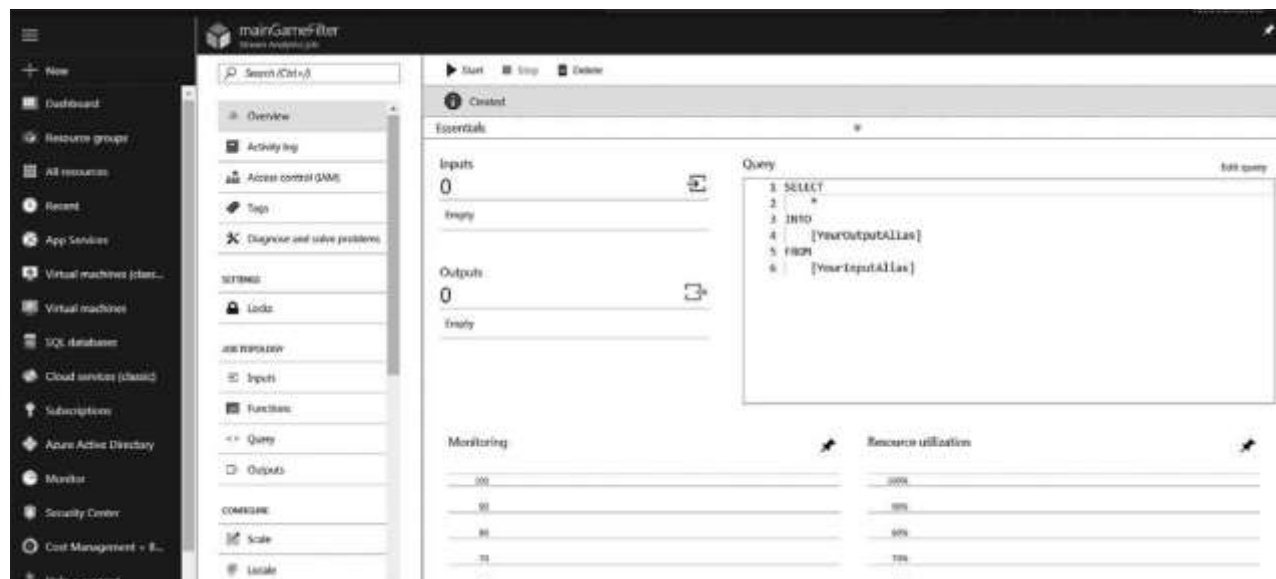 mainGameFilter
Stream Analytics job
New
Dashboard
Resource groups
All resources
Recent
App Services
Virtual machines (class...
Virtual machines
SQL databases
Cloud services (classic)
Subscriptions
Azure Active Directory
Monitor
Security Center
Cost Management + B...
Search (Ctrl+/)
Overview
Activity log
Access control (IAM)
Tags
Diagnose and solve problems
SETTINGS
Locks
JOB TOPOLOGY
Inputs
Functions
Query
Outputs
CONFIGURE
Scale
Locale
Start
Stop
Delete
Created
Essentials
Inputs
0
Empty
Outputs
0
Empty
Query
Edit query
1 SELECT
2 *
3 INTO
4 [YourOutputAlias]
5 FROM
6 [YourInputAlias]
Monitoring
100
90
80
70
Resource utilization
100%
90%
80%
70%